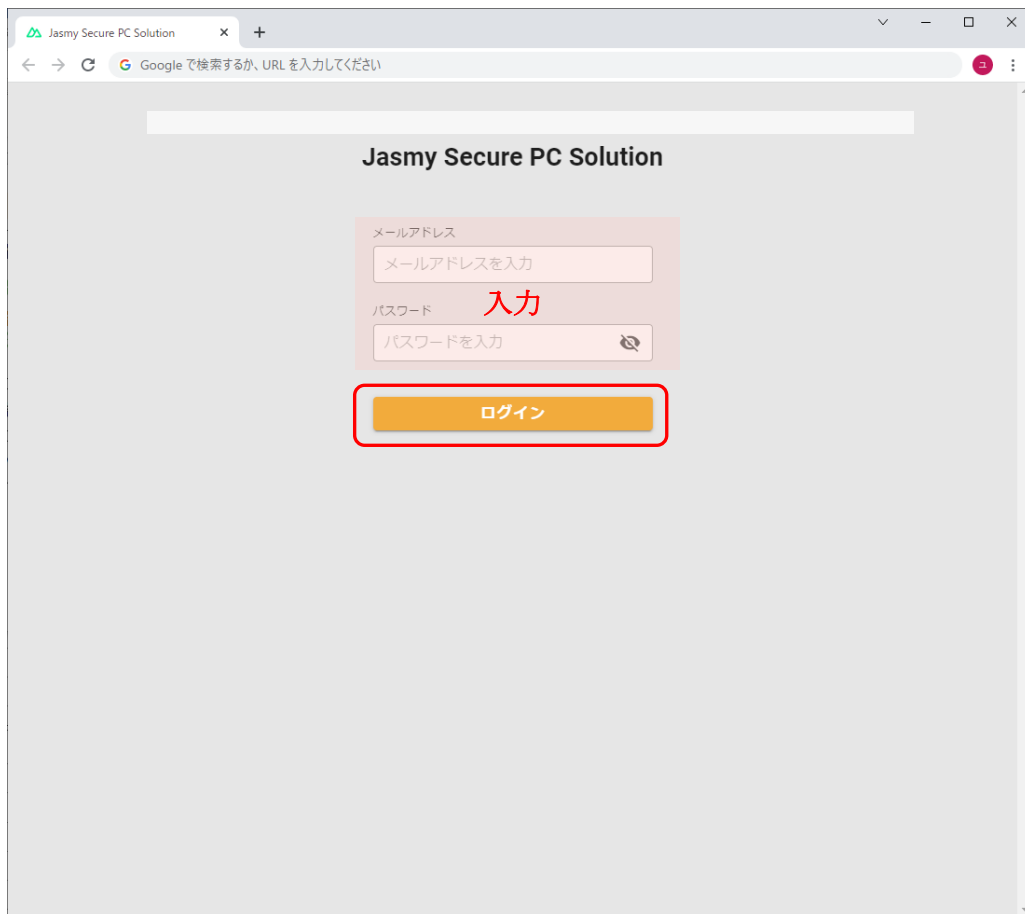 Jasmy Secure PC Solution
Google で検索するか、URL を入力してください
ユ
Jasmy Secure PC Solution
メールアドレス
メールアドレスを入力
入力
パスワード
パスワードを入力
ログイン